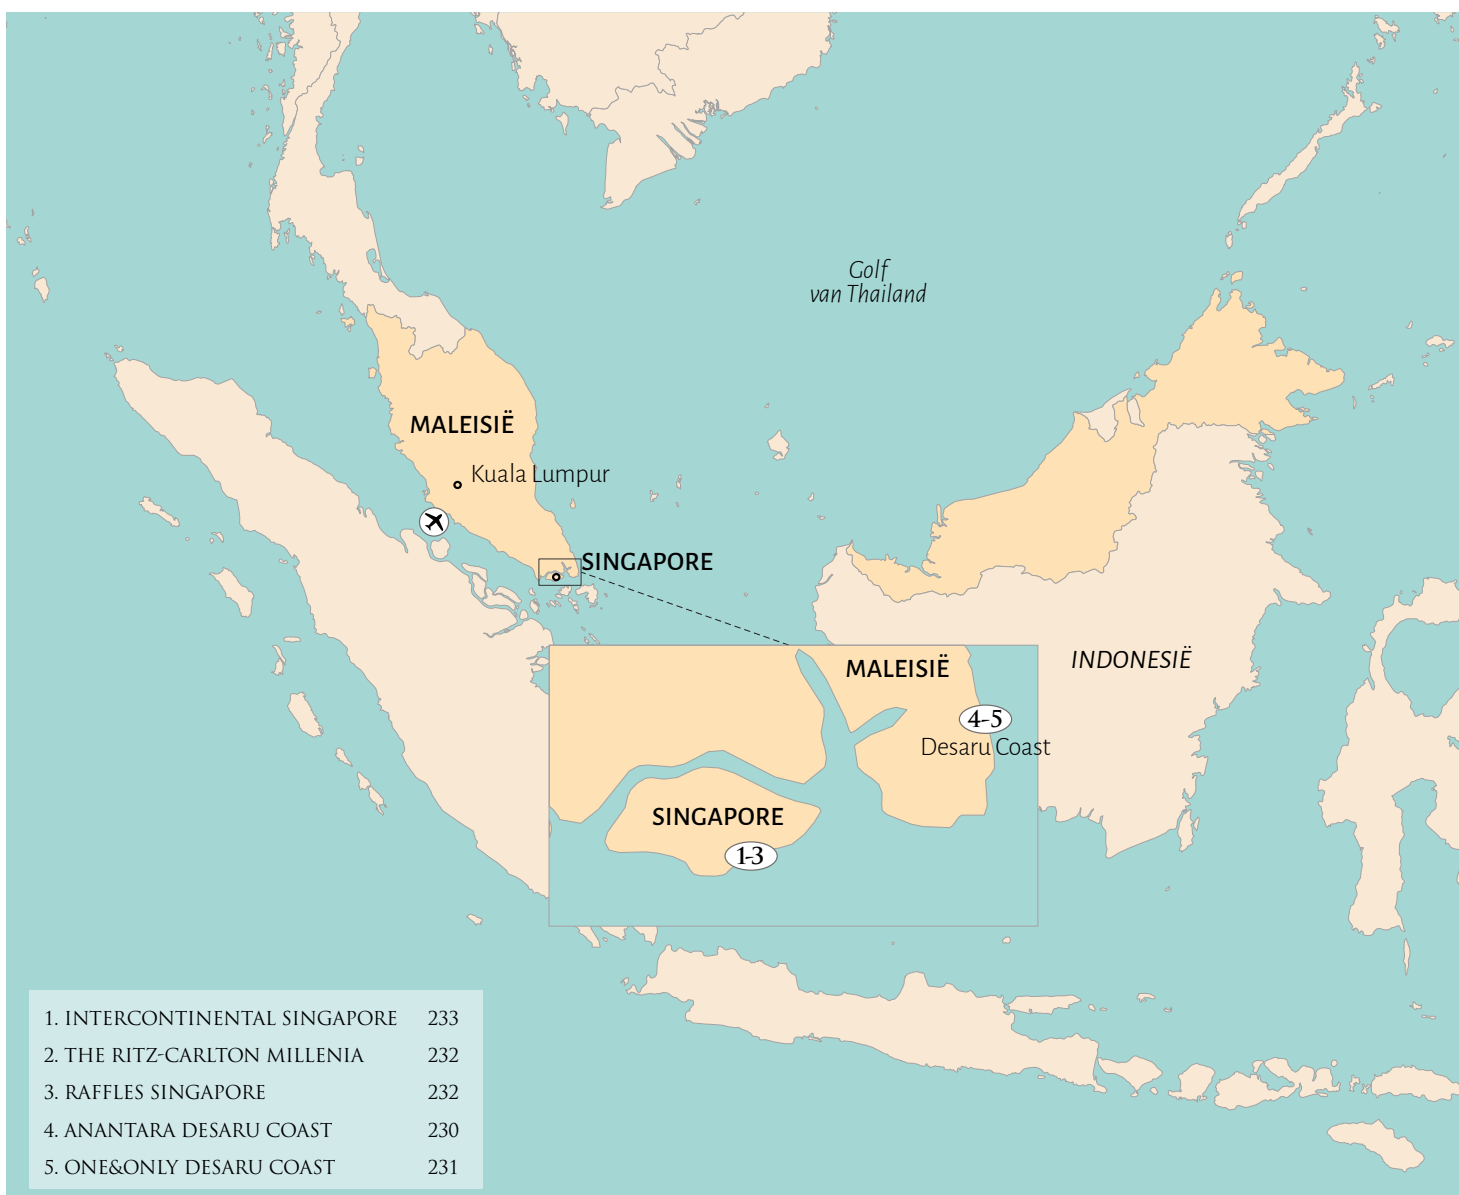 Golf
van Thailand
MALEISIË
Kuala Lumpur
SINGAPORE
INDONESIË
MALEISIË
4-5
Desaru Coast
SINGAPORE
1-3
1. INTERCONTINENTAL SINGAPORE 233
2. THE RITZ-CARLTON MILLENIA 232
3. RAFFLES SINGAPORE 232
4. ANANTARA DESARU COAST 230
5. ONE&ONLY DESARU COAST 231